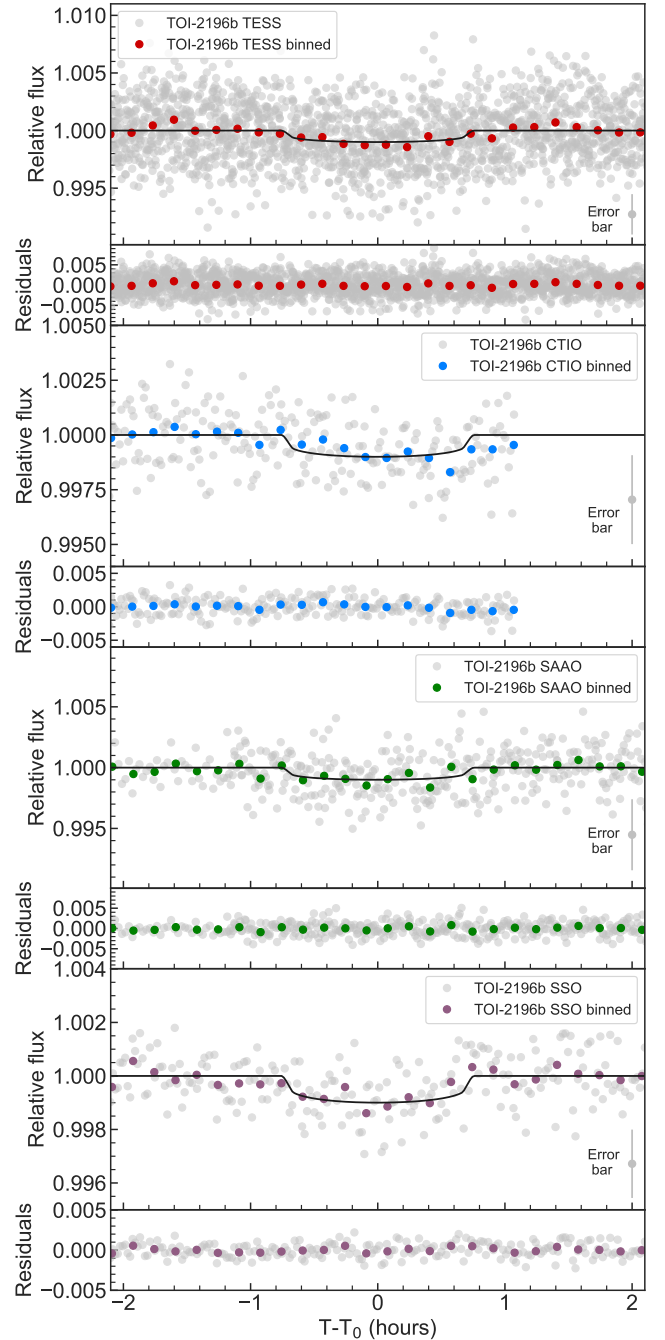 TOI-2196b TESS
TOI-2196b TESS binned
Relative flux
1.010
1.005
1.000
0.995
Error
bar
Residuals
0.005
−0.005
1.0050
TOI-2196b CTIO
TOI-2196b CTIO binned
Relative flux
1.0025
1.0000
0.9975
0.9950
Error
bar
Residuals
0.005
0.000
−0.005
TOI-2196b SAAO
TOI-2196b SAAO binned
Relative flux
1.005
1.000
0.995
Error
bar
Residuals
0.005
−0.005
1.004
TOI-2196b SSO
TOI-2196b SSO binned
Relative flux
1.002
1.000
0.998
0.996
Error
bar
Residuals
0.005
0.000
−0.005
−2 −1 0 1 2
T-T0 (hours)